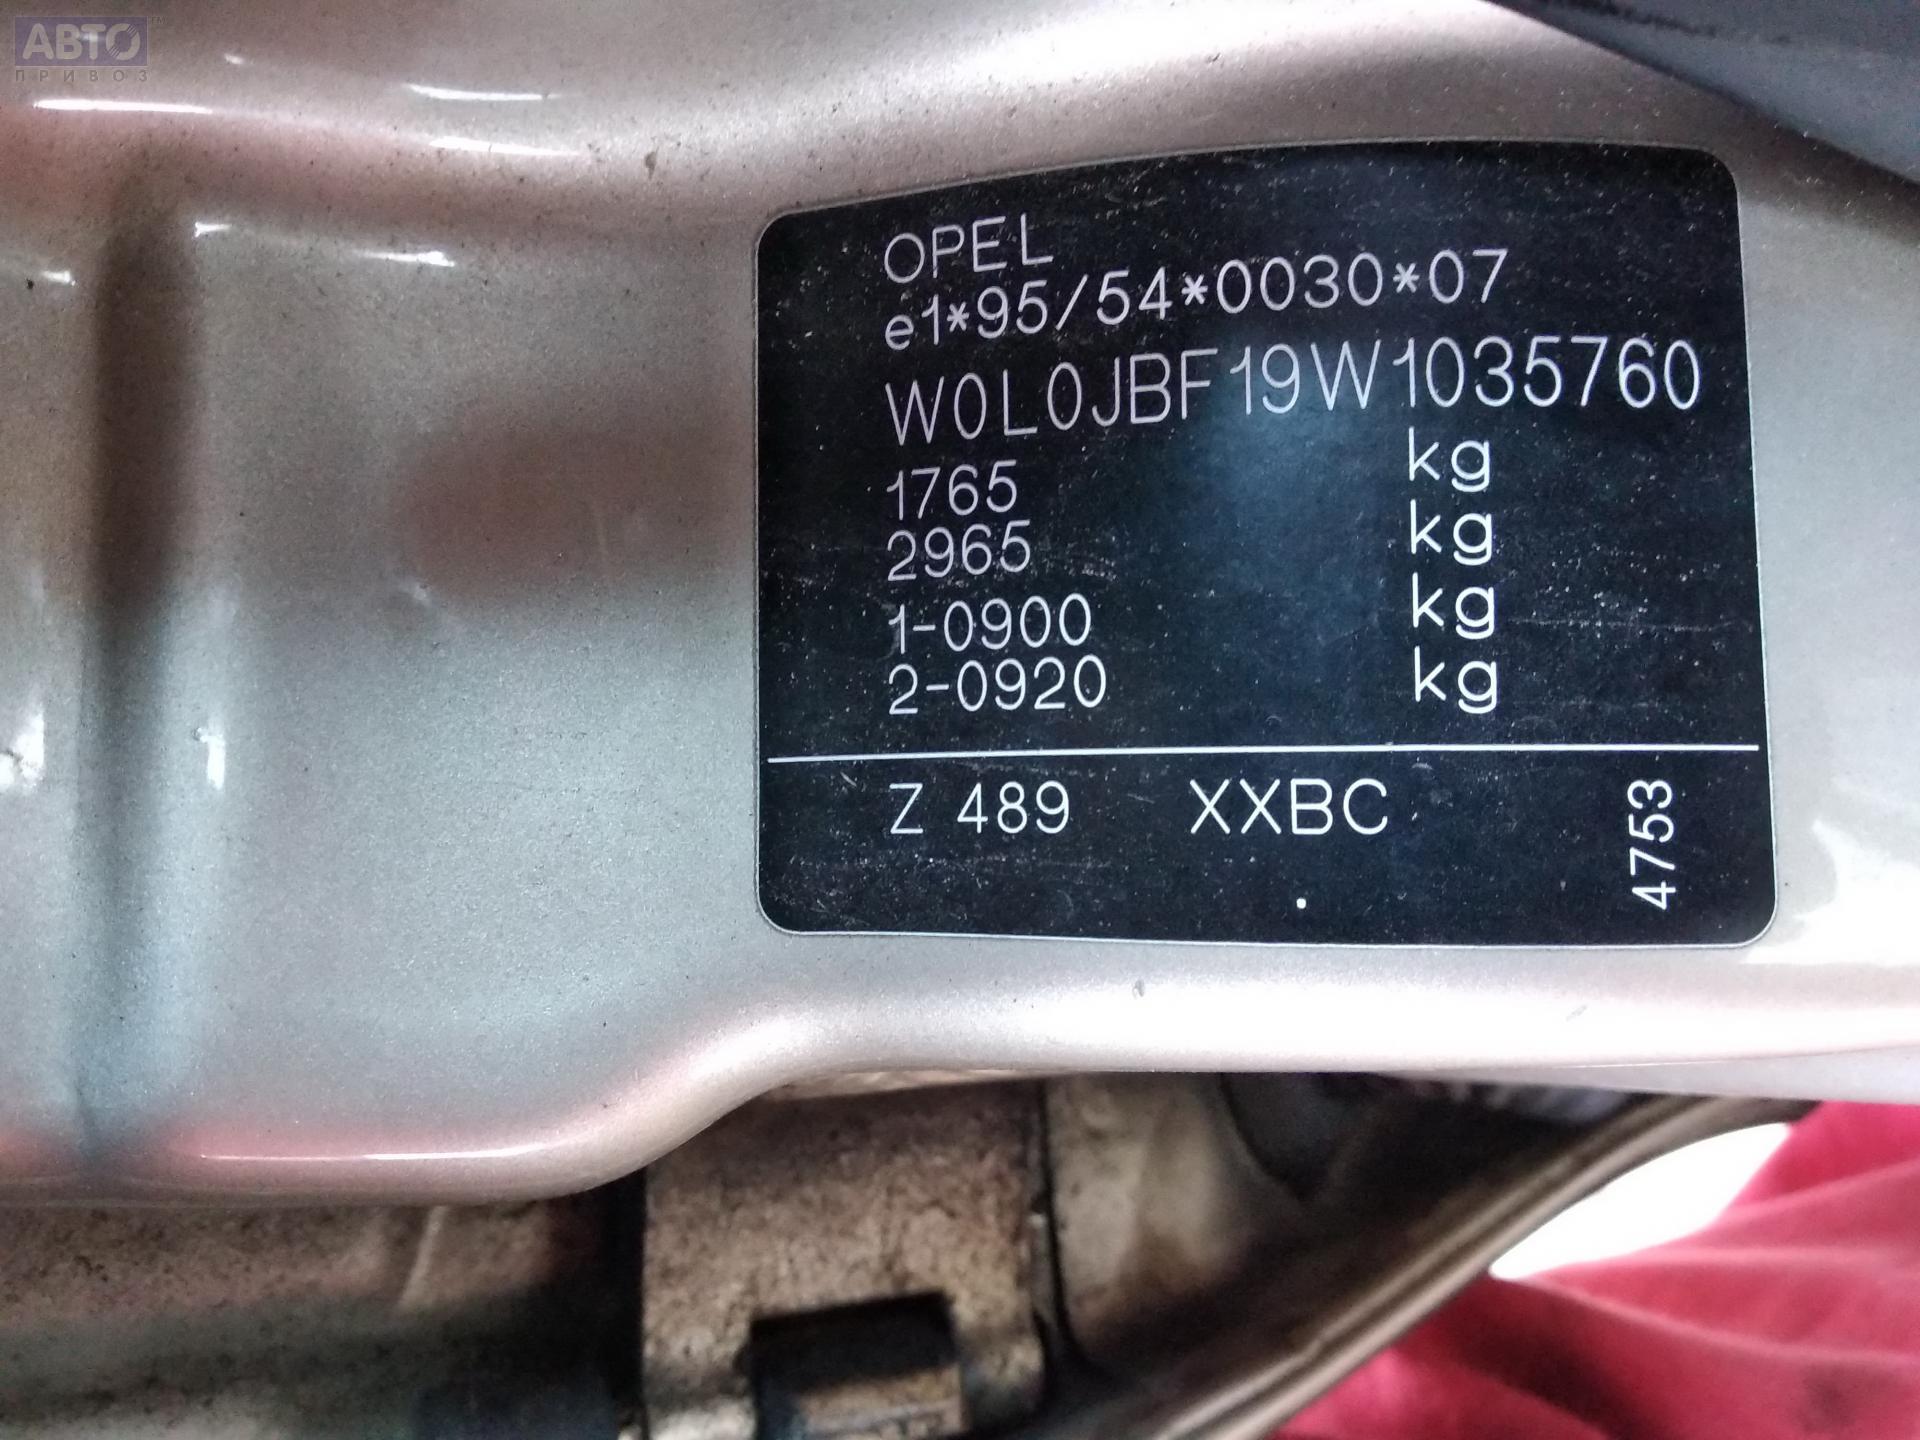 АВТО
ПРИВОЗ
OPEL
e1*95/54*0030*07
W0L0JBF19W1035760
1765 kg
2965 kg
1-0900 kg
2-0920 kg
Z 489 XXBC
4753